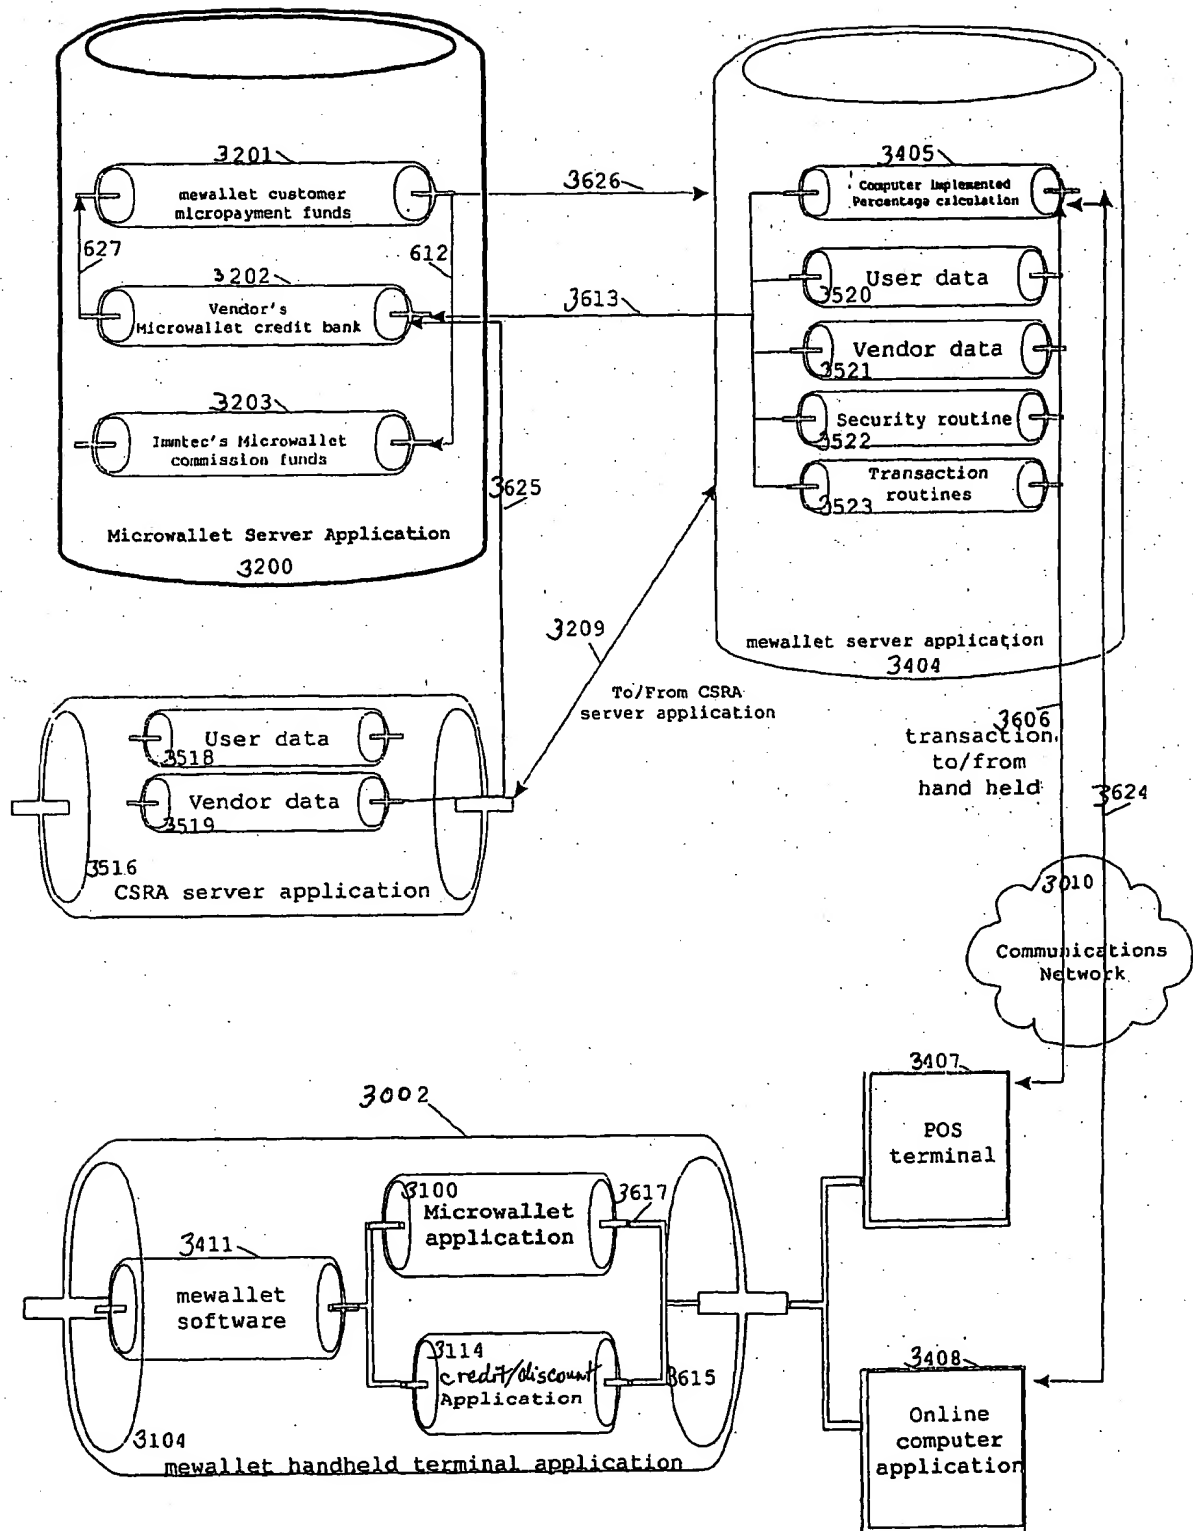 3201
mewallet customer
micropayment funds
627
612
3202
Vendor's
Microwallet credit bank
3203
Immtec's Microwallet
commission funds
Microwallet Server Application
3200
3626
3613
3625
3405
Computer Implemented
Percentage calculation
User data
3520
Vendor data
3521
Security routine
3522
Transaction
routines
3523
mewallet server application
3404
3209
To/From CSRA
server application
User data
3518
Vendor data
3519
3516
CSRA server application
3606
transaction
to/from
hand held
3624
3010
Communications
Network
3407
POS
terminal
3002
3100
Microwallet
application
3617
3411
mewallet
software
3114
credit/discount
Application
3615
3104
mewallet handheld terminal application
3408
Online
computer
application